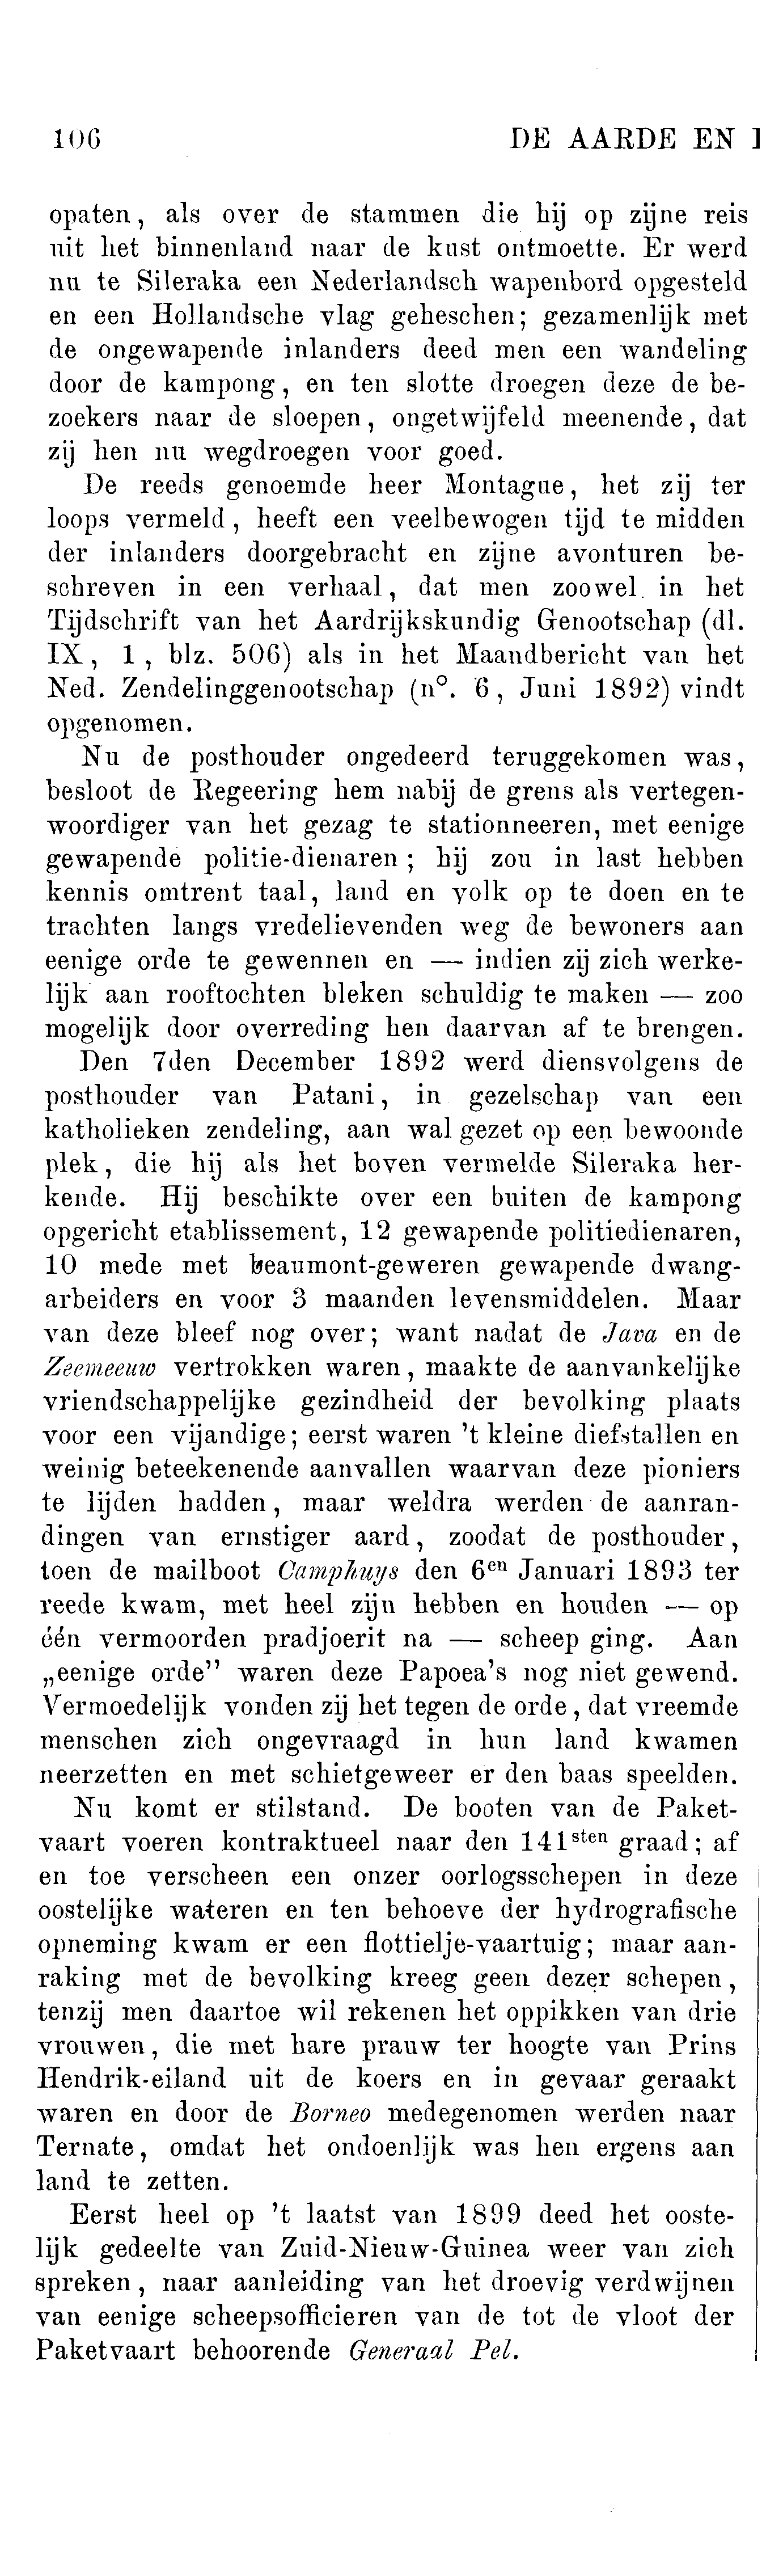 106 DE AARDE EN
opaten, als over de stammen die hij op zijne reis
uit het binnenland naar de kust ontmoette. Er werd
nu te Sileraka een Nederlandsch wapenbord opgesteld
en een Hollandsche vlag geheschen; gezamenlijk met
de ongewapende inlanders deed men een wandeling
door de kampong, en ten slotte droegen deze de be-
zoekers naar de sloepen, ongetwijfeld meenende, dat
zij hen nu wegdroegen voor goed.
De reeds genoemde heer Montague, het zij ter
loops vermeld, heeft een veelbewogen tijd te midden
der inlanders doorgebracht en zijne avonturen be-
schreven in een verhaal, dat men zoowel in het
Tijdschrift van het Aardrijkskundig Genootschap (dl.
IX, 1, blz. 506) als in het Maandbericht van het
Ned. Zendelinggenootschap (n°. 6, Juni 1892) vindt
opgenomen.
Nu de posthouder ongedeerd teruggekomen was,
besloot de Regeering hem nabij de grens als vertegen-
woordiger van het gezag te stationneeren, met eenige
gewapende politie-dienaren; hij zou in last hebben
kennis omtrent taal, land en volk op te doen en te
trachten langs vredelievenden weg de bewoners aan
eenige orde te gewennen en — indien zij zich werke-
lijk aan rooftochten bleken schuldig te maken — zoo
mogelijk door overreding hen daarvan af te brengen.
Den 7den December 1892 werd diensvolgens de
posthouder van Patani, in gezelschap van een
katholieken zendeling, aan wal gezet op een bewoonde
plek, die hij als het boven vermelde Sileraka her-
kende. Hij beschikte over een buiten de kampong
opgericht etablissement, 12 gewapende politiedienaren,
10 mede met beaumont-geweren gewapende dwang-
arbeiders en voor 3 maanden levensmiddelen. Maar
van deze bleef nog over; want nadat de Java en de
Zeemeeuw vertrokken waren, maakte de aanvankelijke
vriendschappelijke gezindheid der bevolking plaats
voor een vijandige; eerst waren 't kleine diefstallen en
weinig beteekenende aanvallen waarvan deze pioniers
te lijden hadden, maar weldra werden de aanran-
dingen van ernstiger aard, zoodat de posthouder,
toen de mailboot Camphuys den 6en Januari 1893 ter
reede kwam, met heel zijn hebben en houden — op
één vermoorden pradjoerit na — scheep ging. Aan
„eenige orde” waren deze Papoea's nog niet gewend.
Vermoedelijk vonden zij het tegen de orde, dat vreemde
menschen zich ongevraagd in hun land kwamen
neerzetten en met schietgeweer er den baas speelden.
Nu komt er stilstand. De booten van de Paket-
vaart voeren kontraktueel naar den 141sten graad; af
en toe verscheen een onzer oorlogsschepen in deze
oostelijke wateren en ten behoeve der hydrografische
opneming kwam er een flottielje-vaartuig; maar aan-
raking met de bevolking kreeg geen dezer schepen,
tenzij men daartoe wil rekenen het oppikken van drie
vrouwen, die met hare prauw ter hoogte van Prins
Hendrik-eiland uit de koers en in gevaar geraakt
waren en door de Borneo medegenomen werden naar
Ternate, omdat het ondoenlijk was hen ergens aan
land te zetten.
Eerst heel op 't laatst van 1899 deed het ooste-
lijk gedeelte van Zuid-Nieuw-Guinea weer van zich
spreken, naar aanleiding van het droevig verdwijnen
van eenige scheepsofficieren van de tot de vloot der
Paketvaart behoorende Generaal Pel.